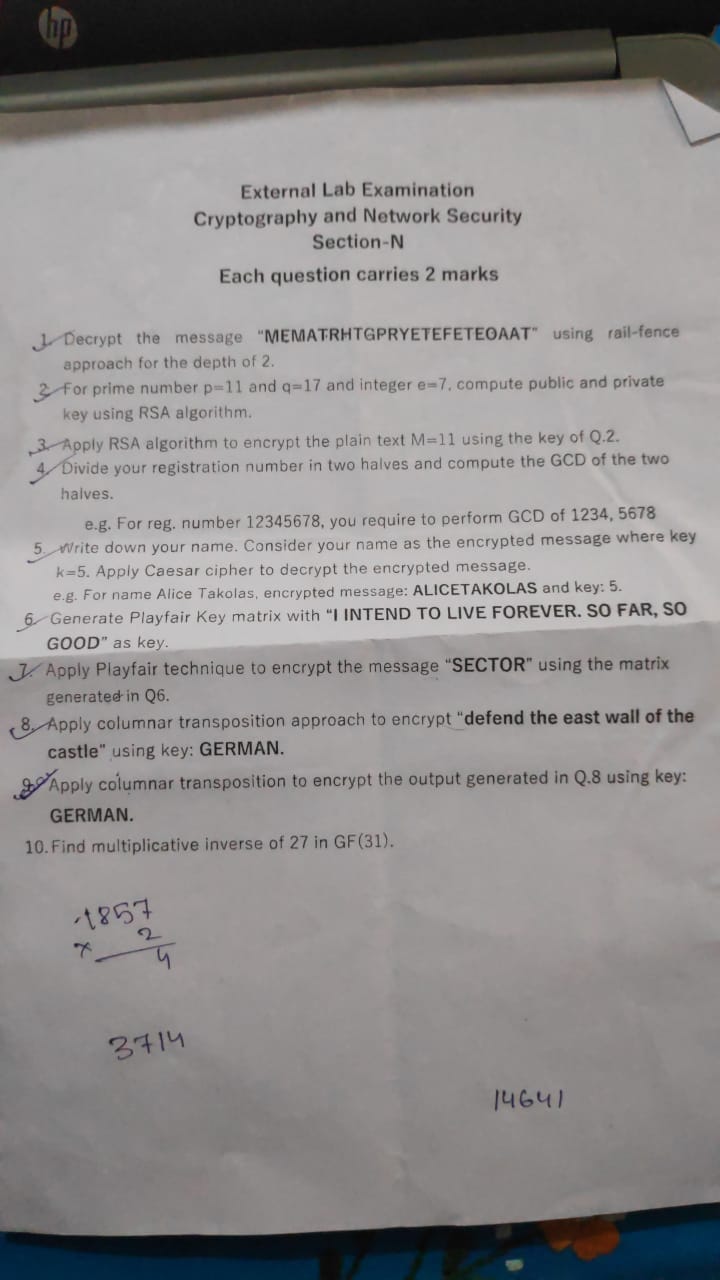 hp
External Lab Examination
Cryptography and Network Security
Section-N
Each question carries 2 marks
1. Decrypt the message "MEMATRHTGPRYETEFETEOAAT" using rail-fence
approach for the depth of 2.
2. For prime number p=11 and q=17 and integer e=7, compute public and private
key using RSA algorithm.
3. Apply RSA algorithm to encrypt the plain text M=11 using the key of Q.2.
4. Divide your registration number in two halves and compute the GCD of the two
halves.
e.g. For reg. number 12345678, you require to perform GCD of 1234, 5678
5. Write down your name. Consider your name as the encrypted message where key
k=5. Apply Caesar cipher to decrypt the encrypted message.
e.g. For name Alice Takolas, encrypted message: ALICETAKOLAS and key: 5.
6. Generate Playfair Key matrix with "I INTEND TO LIVE FOREVER. SO FAR, SO
GOOD" as key.
7. Apply Playfair technique to encrypt the message "SECTOR" using the matrix
generated in Q6.
8. Apply columnar transposition approach to encrypt "defend the east wall of the
castle" using key: GERMAN.
9. Apply columnar transposition to encrypt the output generated in Q.8 using key:
GERMAN.
10. Find multiplicative inverse of 27 in GF(31).
1857
x 2
4
3714
14641